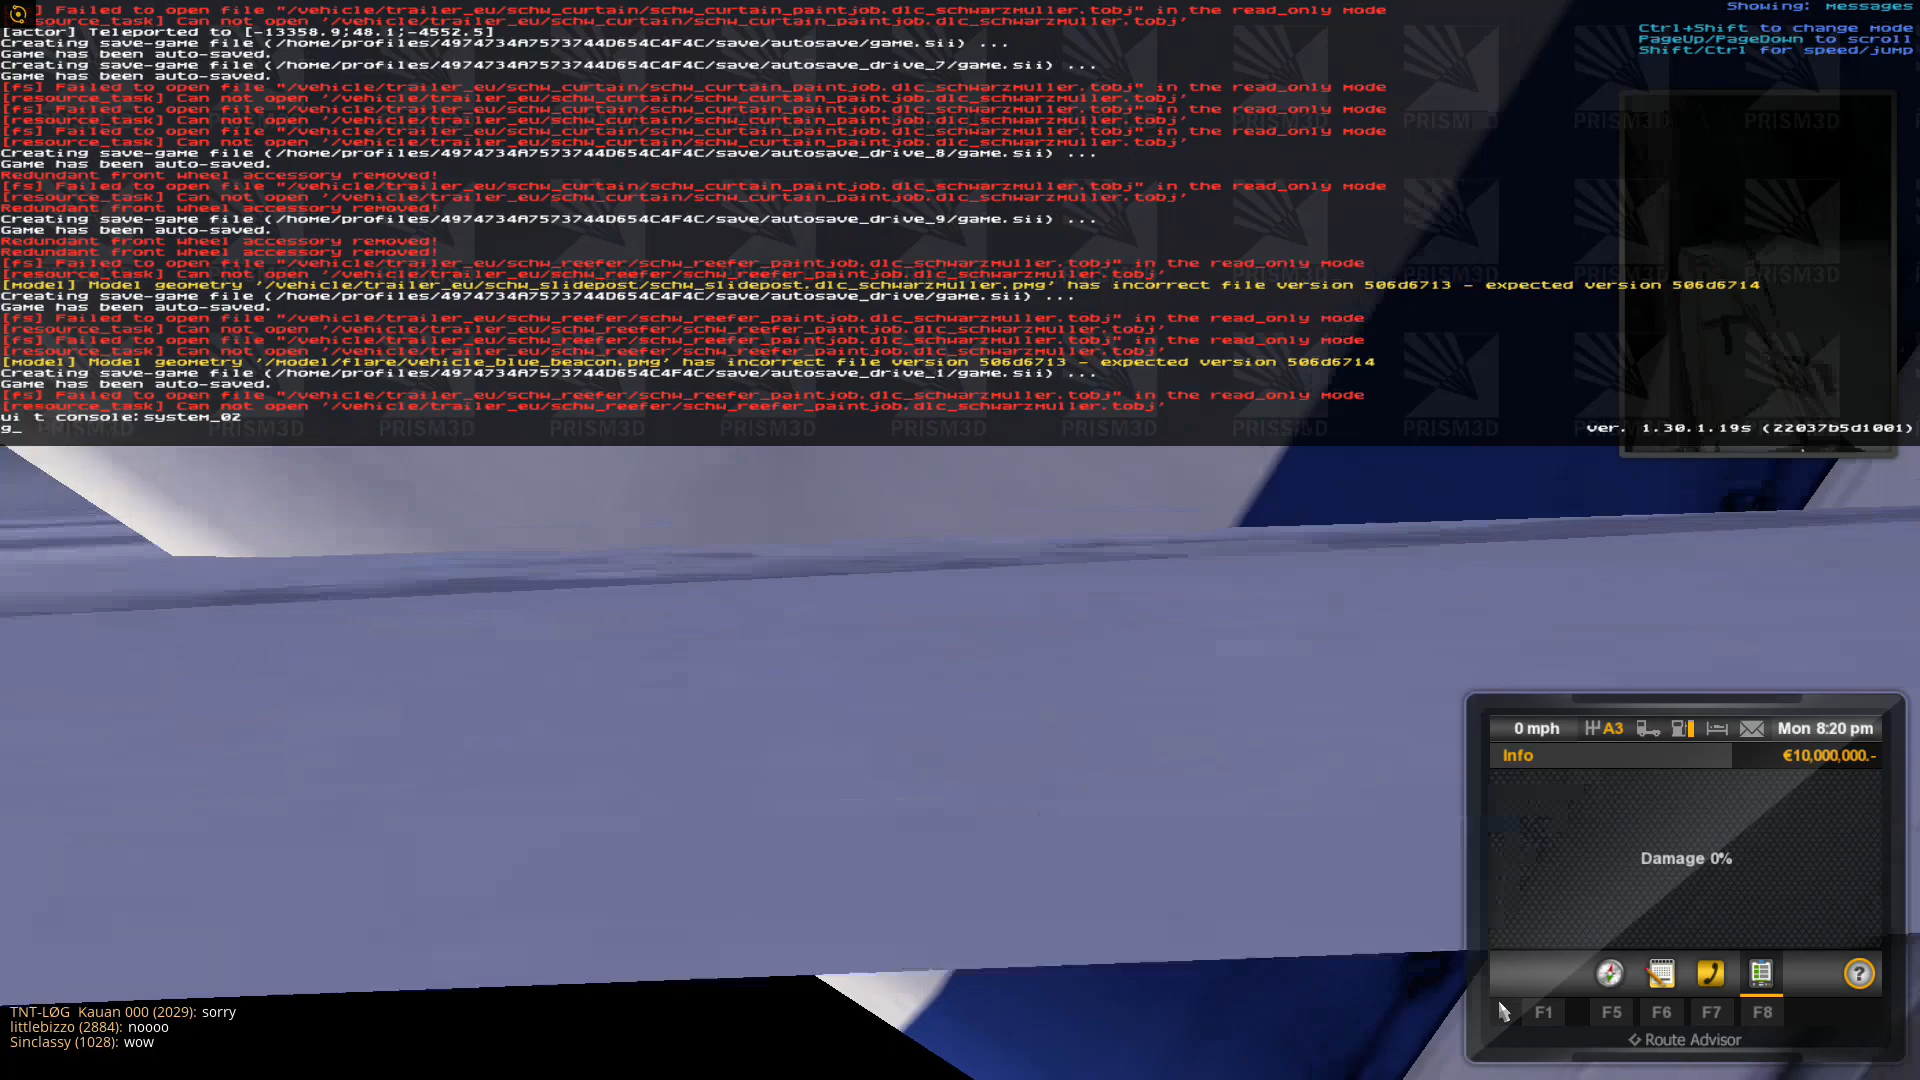 ] Failed to open file "/vehicle/trailer_eu/schw_curtain/schw_curtain_paintjob.dlc_schwarzmuller.tobj" in the read_only mode
[resource_task] Can not open '/vehicle/trailer_eu/schw_curtain/schw_curtain_paintjob.dlc_schwarzmuller.tobj'
[actor] Teleported to [-13358.9;48.1;-4552.5]
Creating save-game file (/home/profiles/4974734A7573744D654C4F4C/save/autosave/game.sii) ...
Game has been auto-saved.
Creating save-game file (/home/profiles/4974734A7573744D654C4F4C/save/autosave_drive_7/game.sii) ...
Game has been auto-saved.
[fs] Failed to open file "/vehicle/trailer_eu/schw_curtain/schw_curtain_paintjob.dlc_schwarzmuller.tobj" in the read_only mode
[resource_task] Can not open '/vehicle/trailer_eu/schw_curtain/schw_curtain_paintjob.dlc_schwarzmuller.tobj'
[fs] Failed to open file "/vehicle/trailer_eu/schw_curtain/schw_curtain_paintjob.dlc_schwarzmuller.tobj" in the read_only mode
[resource_task] Can not open '/vehicle/trailer_eu/schw_curtain/schw_curtain_paintjob.dlc_schwarzmuller.tobj'
[fs] Failed to open file "/vehicle/trailer_eu/schw_curtain/schw_curtain_paintjob.dlc_schwarzmuller.tobj" in the read_only mode
[resource_task] Can not open '/vehicle/trailer_eu/schw_curtain/schw_curtain_paintjob.dlc_schwarzmuller.tobj'
Creating save-game file (/home/profiles/4974734A7573744D654C4F4C/save/autosave_drive_8/game.sii) ...
Game has been auto-saved.
Redundant front wheel accessory removed!
[fs] Failed to open file "/vehicle/trailer_eu/schw_curtain/schw_curtain_paintjob.dlc_schwarzmuller.tobj" in the read_only mode
[resource_task] Can not open '/vehicle/trailer_eu/schw_curtain/schw_curtain_paintjob.dlc_schwarzmuller.tobj'
Redundant front wheel accessory removed!
Creating save-game file (/home/profiles/4974734A7573744D654C4F4C/save/autosave_drive_9/game.sii) ...
Game has been auto-saved.
Redundant front wheel accessory removed!
Redundant front wheel accessory removed!
[fs] Failed to open file "/vehicle/trailer_eu/schw_reefer/schw_reefer_paintjob.dlc_schwarzmuller.tobj" in the read_only mode
[resource_task] Can not open '/vehicle/trailer_eu/schw_reefer/schw_reefer_paintjob.dlc_schwarzmuller.tobj'
[model] Model geometry '/vehicle/trailer_eu/schw_slidepost/schw_slidepost.dlc_schwarzmuller.pmg' has incorrect file version 506d6713 - expected version 506d6714
Creating save-game file (/home/profiles/4974734A7573744D654C4F4C/save/autosave_drive/game.sii) ...
Game has been auto-saved.
[fs] Failed to open file "/vehicle/trailer_eu/schw_reefer/schw_reefer_paintjob.dlc_schwarzmuller.tobj" in the read_only mode
[resource_task] Can not open '/vehicle/trailer_eu/schw_reefer/schw_reefer_paintjob.dlc_schwarzmuller.tobj'
[fs] Failed to open file "/vehicle/trailer_eu/schw_reefer/schw_reefer_paintjob.dlc_schwarzmuller.tobj" in the read_only mode
[resource_task] Can not open '/vehicle/trailer_eu/schw_reefer/schw_reefer_paintjob.dlc_schwarzmuller.tobj'
[model] Model geometry '/model/flare/vehicle_blue_beacon.pmg' has incorrect file version 506d6713 - expected version 506d6714
Creating save-game file (/home/profiles/4974734A7573744D654C4F4C/save/autosave_drive_1/game.sii) ...
Game has been auto-saved.
[fs] Failed to open file "/vehicle/trailer_eu/schw_reefer/schw_reefer_paintjob.dlc_schwarzmuller.tobj" in the read_only mode
[resource_task] Can not open '/vehicle/trailer_eu/schw_reefer/schw_reefer_paintjob.dlc_schwarzmuller.tobj'
ui t console:system_02
g_
Showing: messages
Ctrl+Shift to change mode
PageUp/PageDown to scroll
Shift/Ctrl for speed/jump
ver. 1.30.1.19s (22037b5d1001)
PRISM3D PRISM3D PRISM3D PRISM3D PRISM3D PRISM3D PRISM3D
0 mph A3 Mon 8:20 pm
Info €10,000,000.-
Damage 0%
F1 F5 F6 F7 F8
Route Advisor
TNT-LØG Kauan 000 (2029): sorry
littlebizzo (2884): noooo
Sinclassy (1028): wow